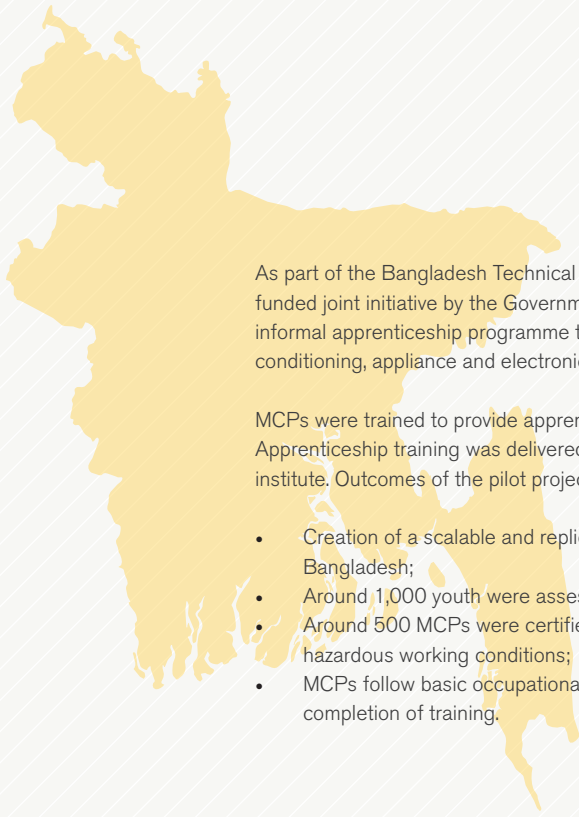 As part of the Bangladesh Technical
funded joint initiative by the Governm
informal apprenticeship programme t
conditioning, appliance and electroni
MCPs were trained to provide appren
Apprenticeship training was delivered
institute. Outcomes of the pilot projec
• Creation of a scalable and replic
Bangladesh;
• Around 1,000 youth were asses
• Around 500 MCPs were certifie
hazardous working conditions;
• MCPs follow basic occupationa
completion of training.